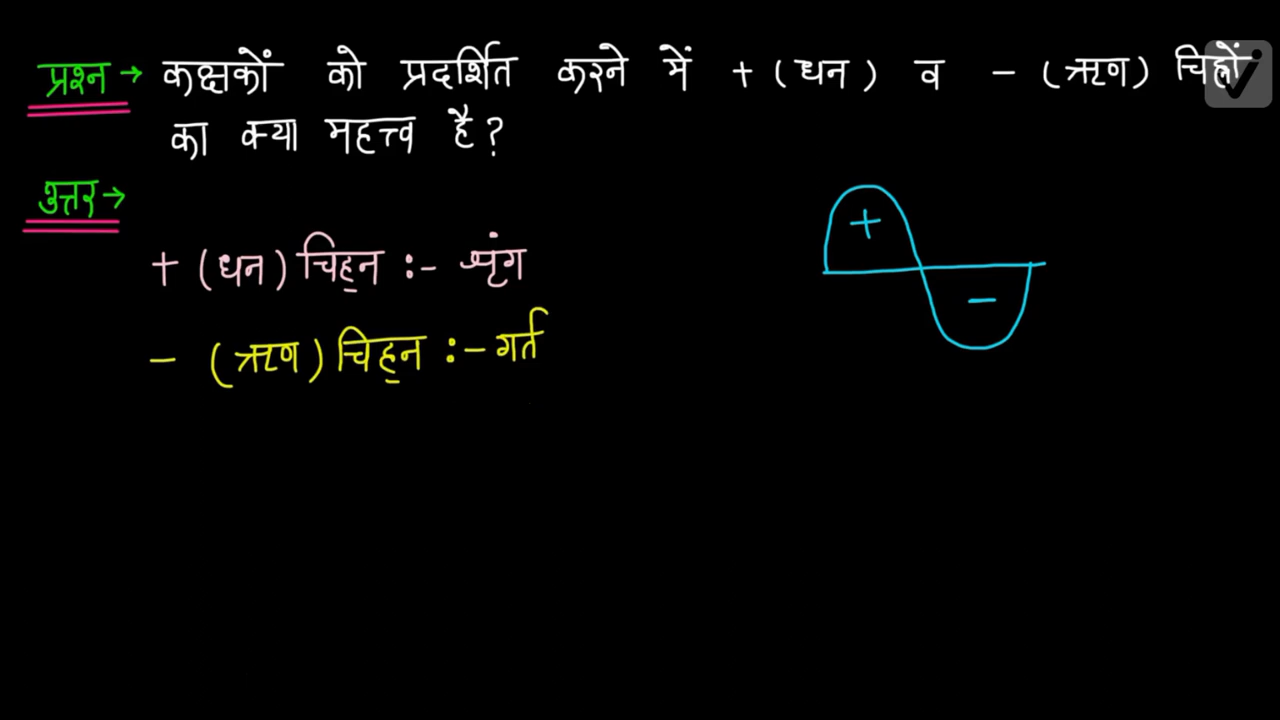 प्रश्न → कक्षकों को प्रदर्शित करने में + (धन) व - (ऋण) चिह्नों
का क्या महत्त्व है?
उत्तर →
+ (धन) चिह्न :- शृंग
- (ऋण) चिह्न :- गर्त
+
-